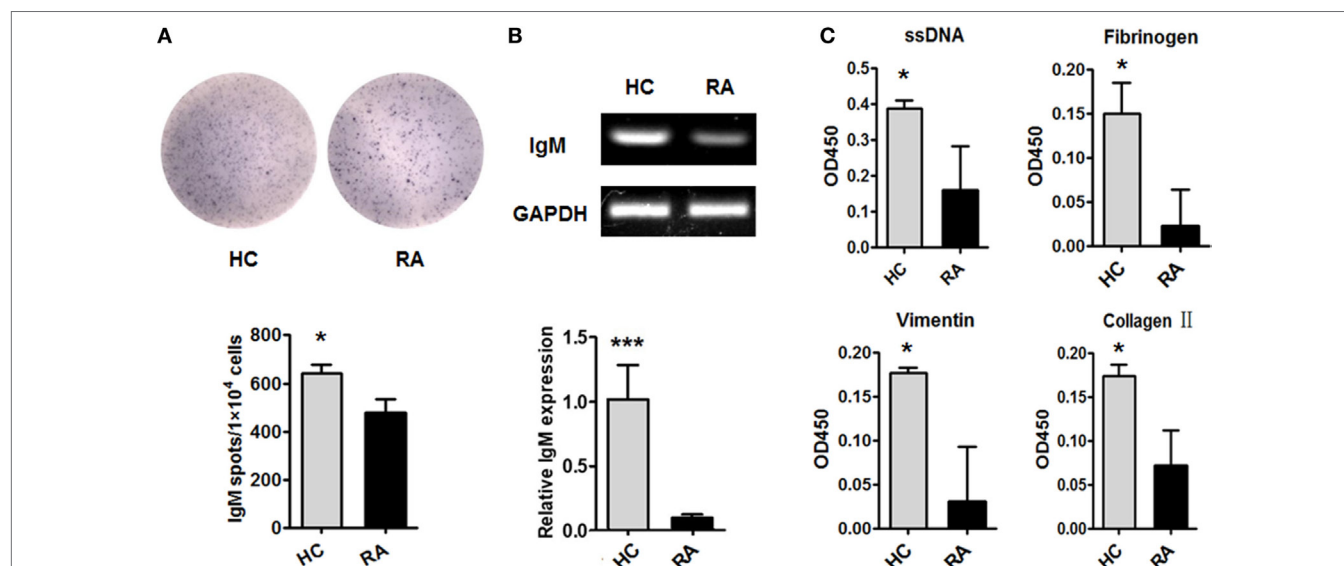 A
HC
RA
IgM spots/1×10⁴ cells
800
600
400
200
0
HC
RA
B
HC
RA
IgM
GAPDH
Relative IgM expression
***
1.5
1.0
0.5
0.0
HC
RA
*
C
ssDNA
OD450
0.5
0.4
0.3
0.2
0.1
0.0
*
HC
RA
Fibrinogen
OD450
0.20
0.15
0.10
0.05
0.00
*
HC
RA
Vimentin
OD450
0.20
0.15
0.10
0.05
0.00
*
HC
RA
Collagen II
OD450
0.20
0.15
0.10
0.05
0.00
*
HC
RA